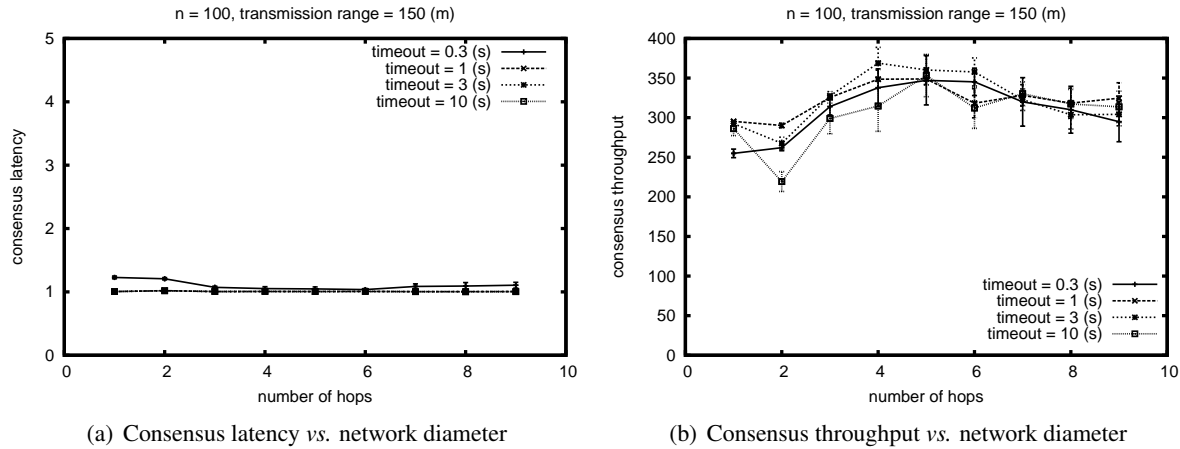 n = 100, transmission range = 150 (m)
5
4
3
2
1
0
consensus latency
timeout = 0.3 (s)
timeout = 1 (s)
timeout = 3 (s)
timeout = 10 (s)
0 2 4 6 8 10
number of hops
(a) Consensus latency vs. network diameter
n = 100, transmission range = 150 (m)
400
350
300
250
200
150
100
50
0
consensus throughput
timeout = 0.3 (s)
timeout = 1 (s)
timeout = 3 (s)
timeout = 10 (s)
0 2 4 6 8 10
number of hops
(b) Consensus throughput vs. network diameter